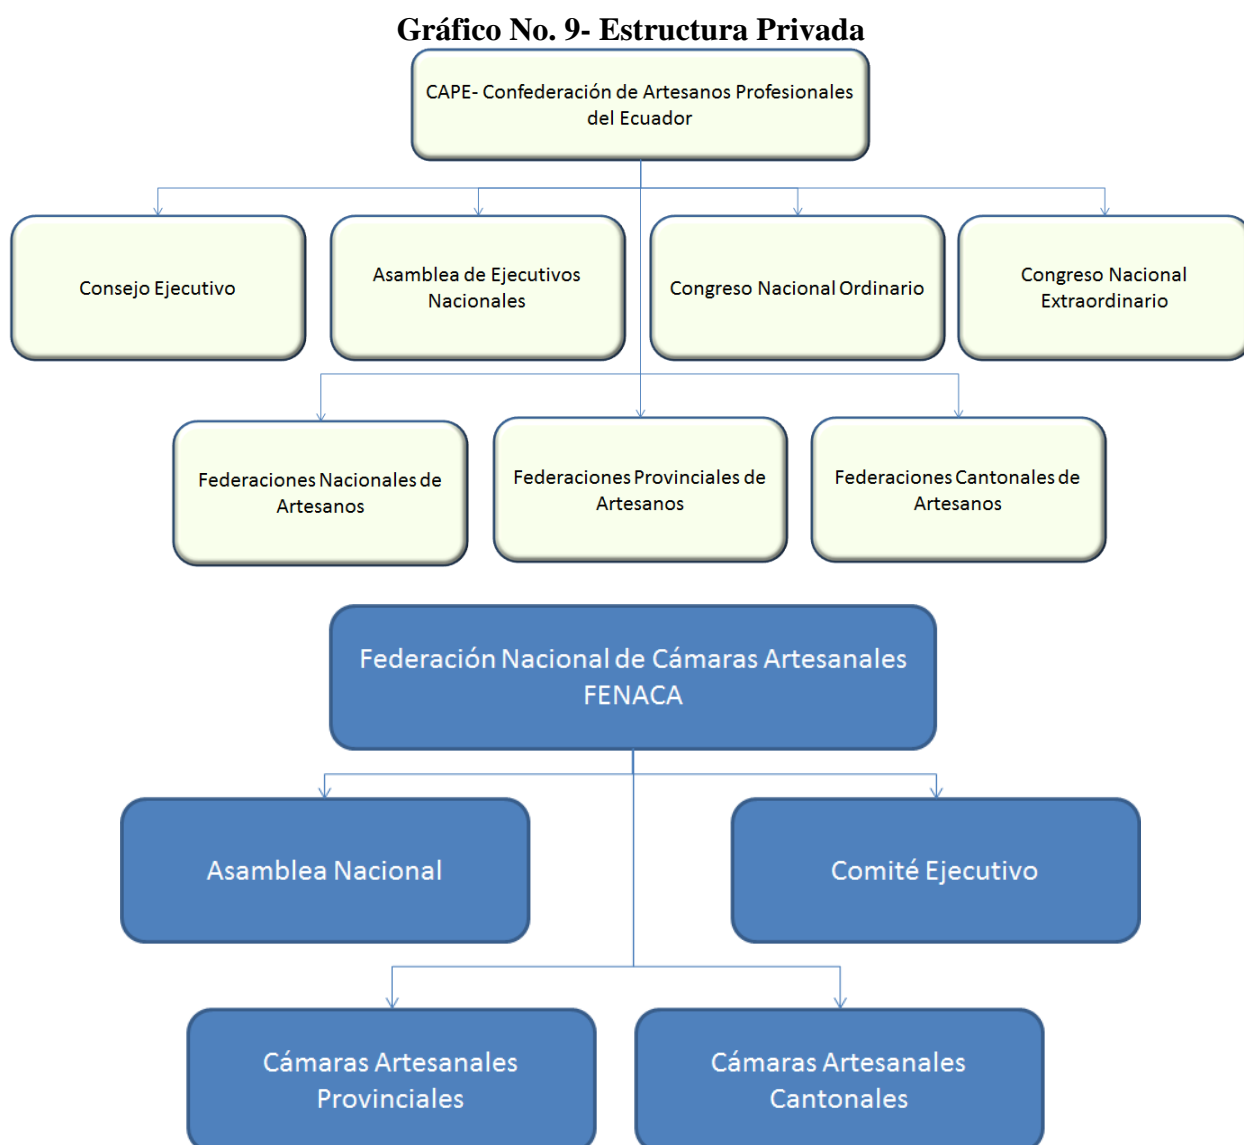 Gráfico No. 9- Estructura Privada
CAPE- Confederación de Artesanos Profesionales
del Ecuador
Consejo Ejecutivo
Asamblea de Ejecutivos
Nacionales
Congreso Nacional Ordinario
Congreso Nacional
Extraordinario
Federaciones Nacionales de
Artesanos
Federaciones Provinciales de
Artesanos
Federaciones Cantonales de
Artesanos
Federación Nacional de Cámaras Artesanales
FENACA
Asamblea Nacional
Comité Ejecutivo
Cámaras Artesanales
Provinciales
Cámaras Artesanales
Cantonales